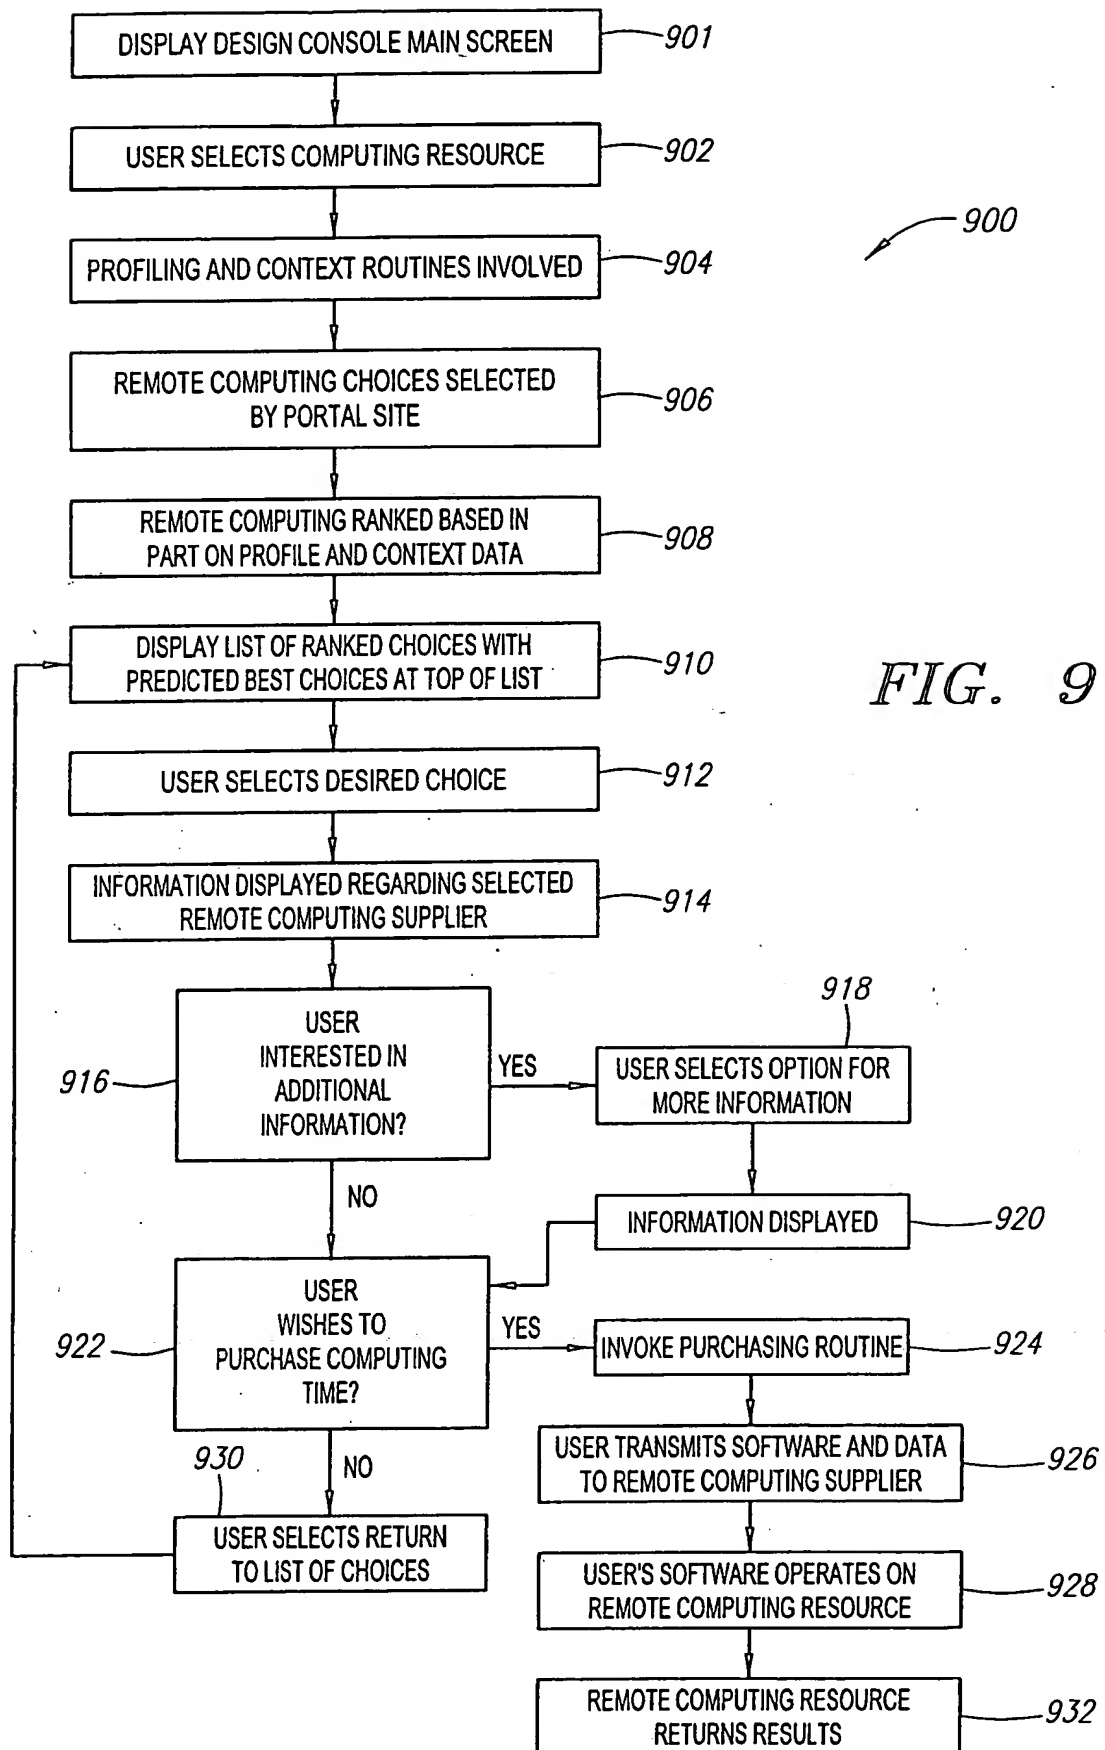 DISPLAY DESIGN CONSOLE MAIN SCREEN
901
USER SELECTS COMPUTING RESOURCE
902
900
PROFILING AND CONTEXT ROUTINES INVOLVED
904
REMOTE COMPUTING CHOICES SELECTED
BY PORTAL SITE
906
REMOTE COMPUTING RANKED BASED IN
PART ON PROFILE AND CONTEXT DATA
908
DISPLAY LIST OF RANKED CHOICES WITH
PREDICTED BEST CHOICES AT TOP OF LIST
910
FIG. 9
USER SELECTS DESIRED CHOICE
912
INFORMATION DISPLAYED REGARDING SELECTED
REMOTE COMPUTING SUPPLIER
914
USER
INTERESTED IN
ADDITIONAL
INFORMATION?
916
YES
918
USER SELECTS OPTION FOR
MORE INFORMATION
NO
INFORMATION DISPLAYED
920
USER
WISHES TO
PURCHASE COMPUTING
TIME?
922
YES
INVOKE PURCHASING ROUTINE
924
USER TRANSMITS SOFTWARE AND DATA
TO REMOTE COMPUTING SUPPLIER
926
930
NO
USER SELECTS RETURN
TO LIST OF CHOICES
USER'S SOFTWARE OPERATES ON
REMOTE COMPUTING RESOURCE
928
REMOTE COMPUTING RESOURCE
RETURNS RESULTS
932